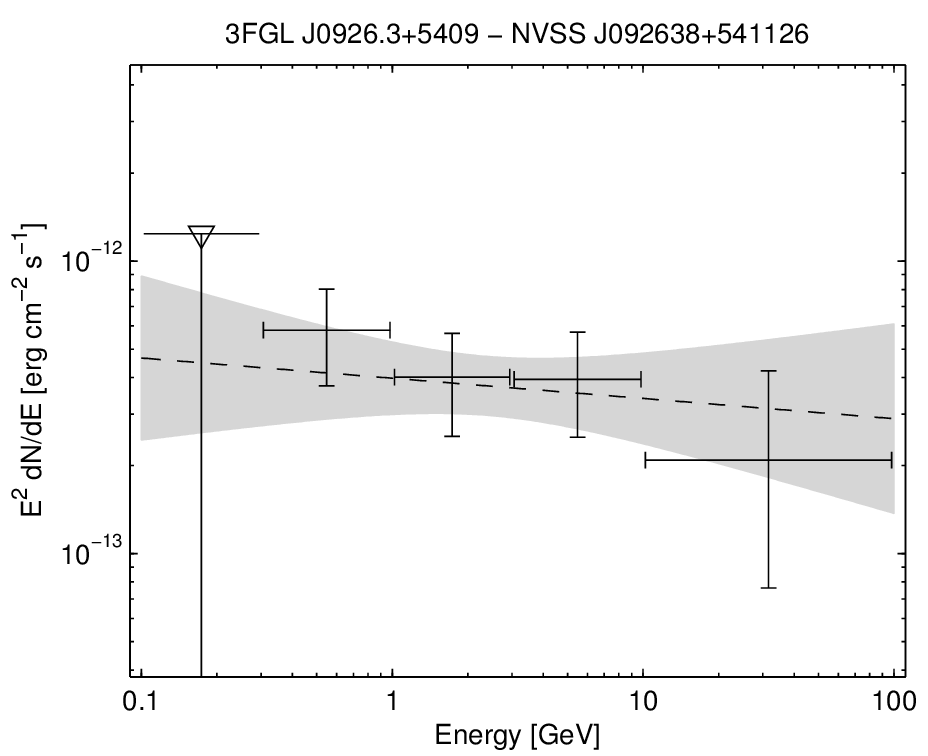 3FGL J0926.3+5409 − NVSS J092638+541126
E² dN/dE [erg cm⁻² s⁻¹]
10⁻¹²
10⁻¹³
0.1 1 10 100
Energy [GeV]